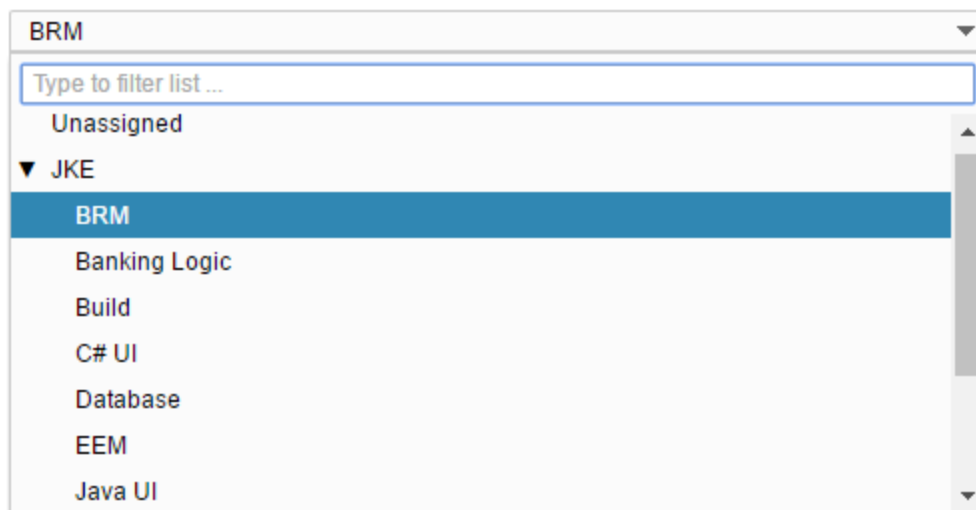 BRM
Type to filter list ...
Unassigned
JKE
BRM
Banking Logic
Build
C# UI
Database
EEM
Java UI